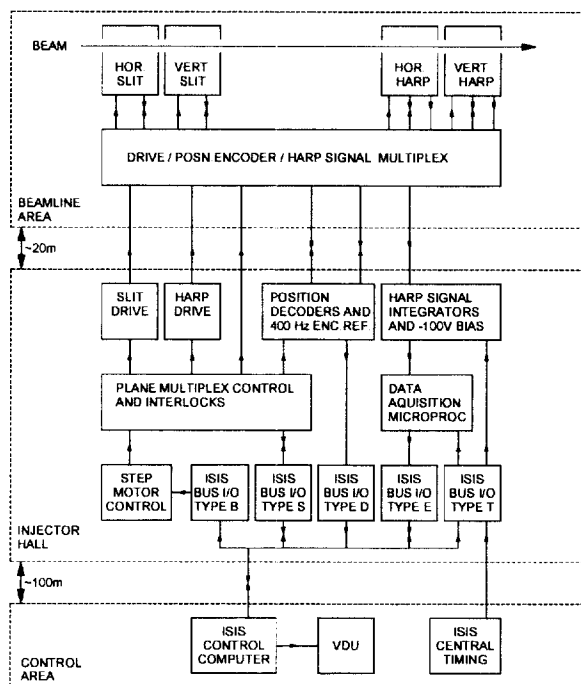 BEAM
HOR
SLIT
VERT
SLIT
HOR
HARP
VERT
HARP
DRIVE / POSN ENCODER / HARP SIGNAL MULTIPLEX
BEAMLINE
AREA
~20m
SLIT
DRIVE
HARP
DRIVE
POSITION
DECODERS AND
400 Hz ENC REF
HARP SIGNAL
INTEGRATORS
AND -100V BIAS
PLANE MULTIPLEX CONTROL
AND INTERLOCKS
DATA
AQUISITION
MICROPROC
STEP
MOTOR
CONTROL
ISIS
BUS I/O
TYPE B
ISIS
BUS I/O
TYPE S
ISIS
BUS I/O
TYPE D
ISIS
BUS I/O
TYPE E
ISIS
BUS I/O
TYPE T
INJECTOR
HALL
~100m
ISIS
CONTROL
COMPUTER
VDU
ISIS
CENTRAL
TIMING
CONTROL
AREA